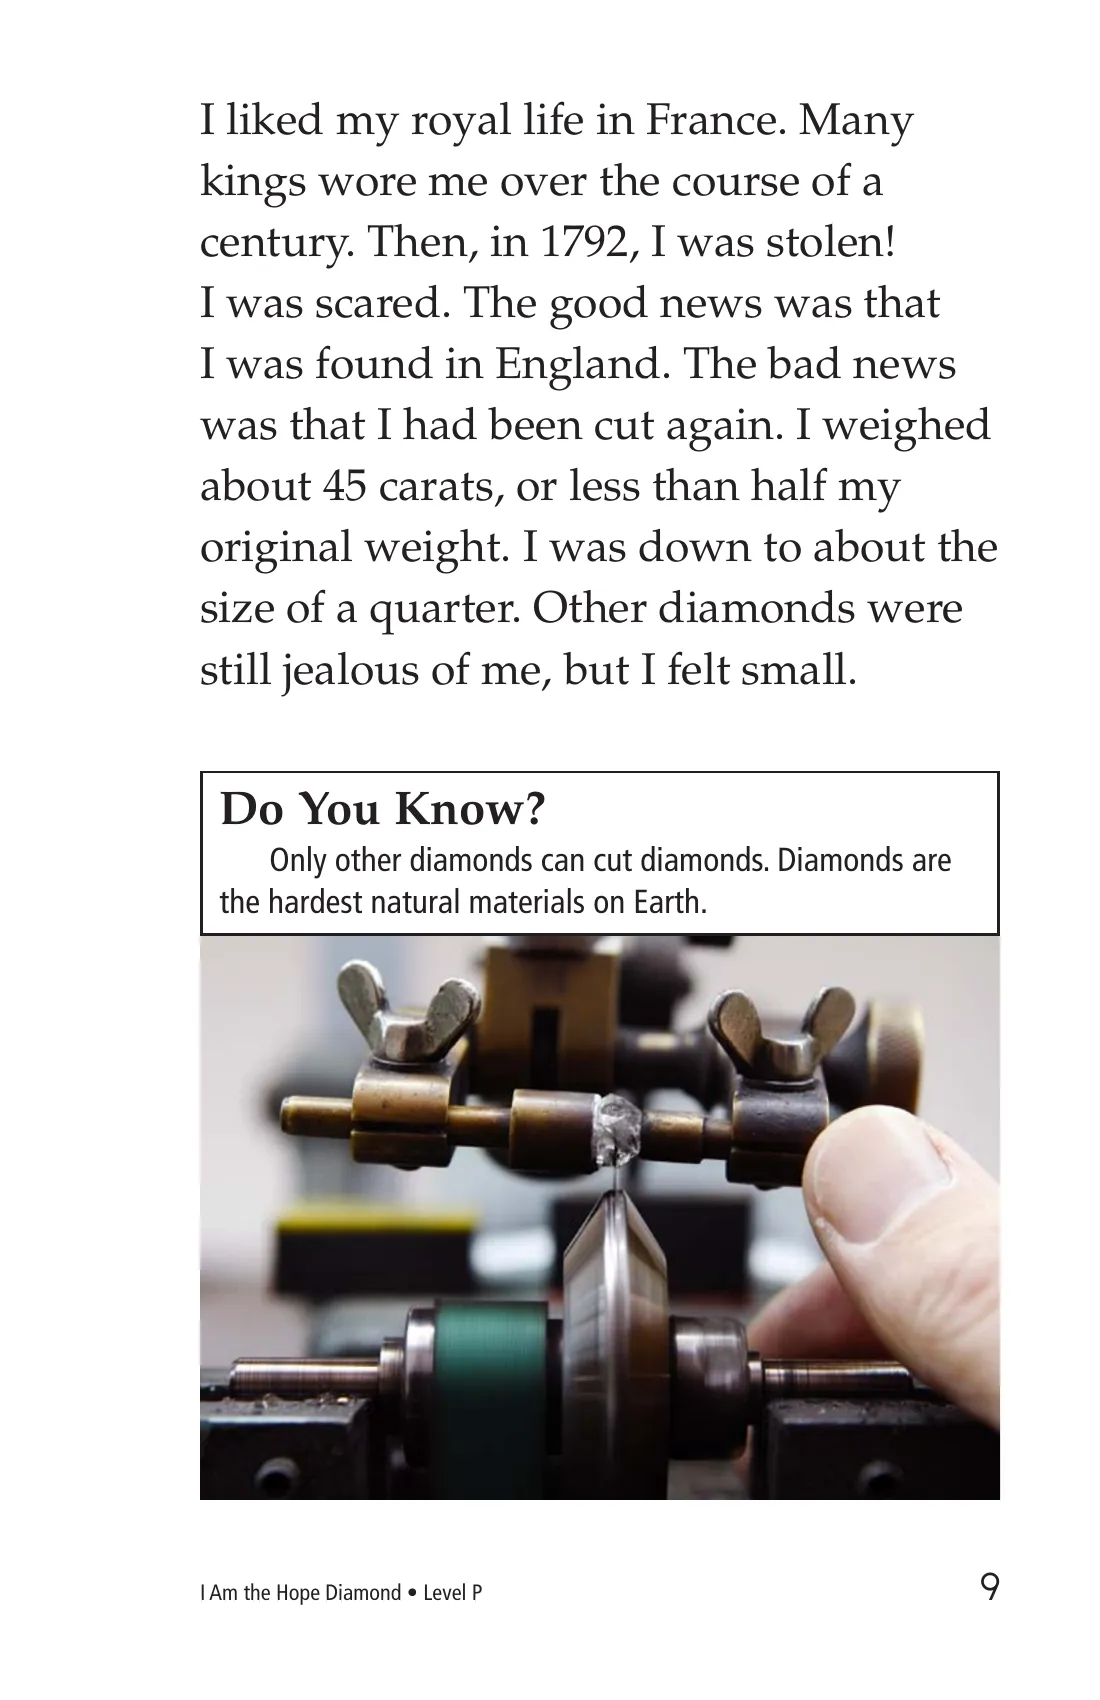 I liked my royal life in France. Many
kings wore me over the course of a
century. Then, in 1792, I was stolen!
I was scared. The good news was that
I was found in England. The bad news
was that I had been cut again. I weighed
about 45 carats, or less than half my
original weight. I was down to about the
size of a quarter. Other diamonds were
still jealous of me, but I felt small.
Do You Know?
Only other diamonds can cut diamonds. Diamonds are
the hardest natural materials on Earth.
I Am the Hope Diamond • Level P
9